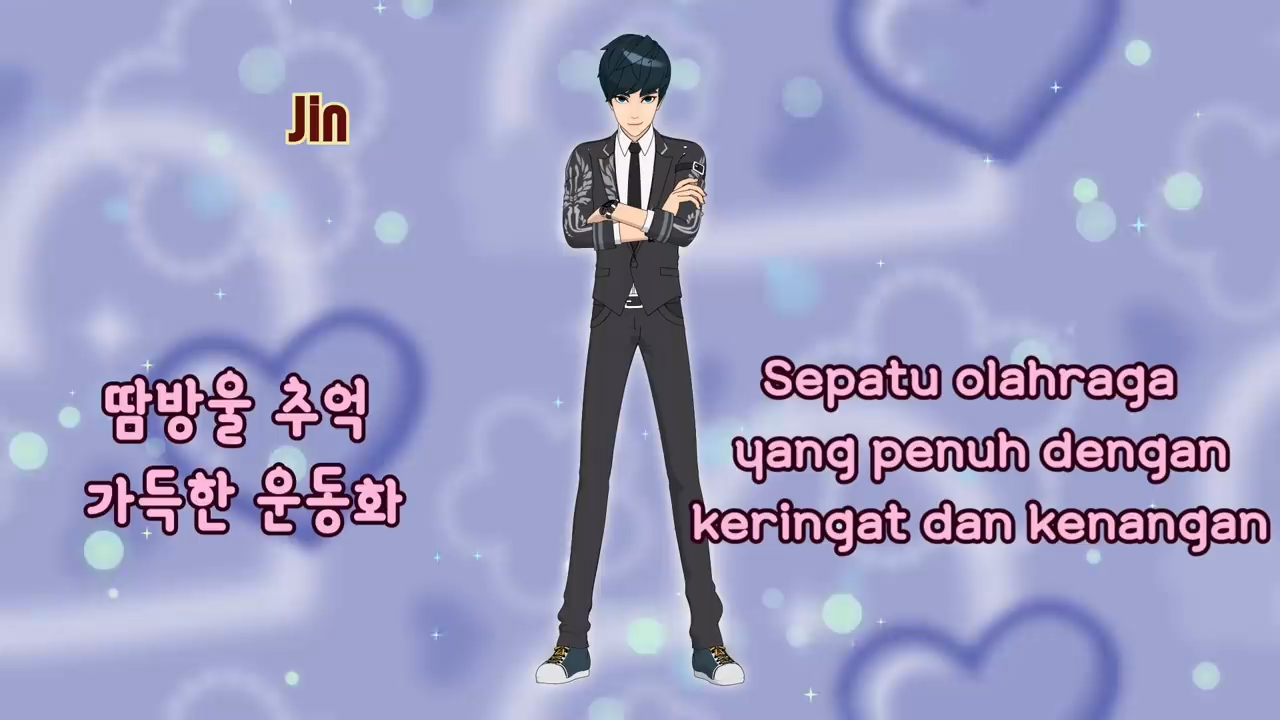 Jin
땀방울 추억
가득한 운동화
Sepatu olahraga
yang penuh dengan
keringat dan kenangan